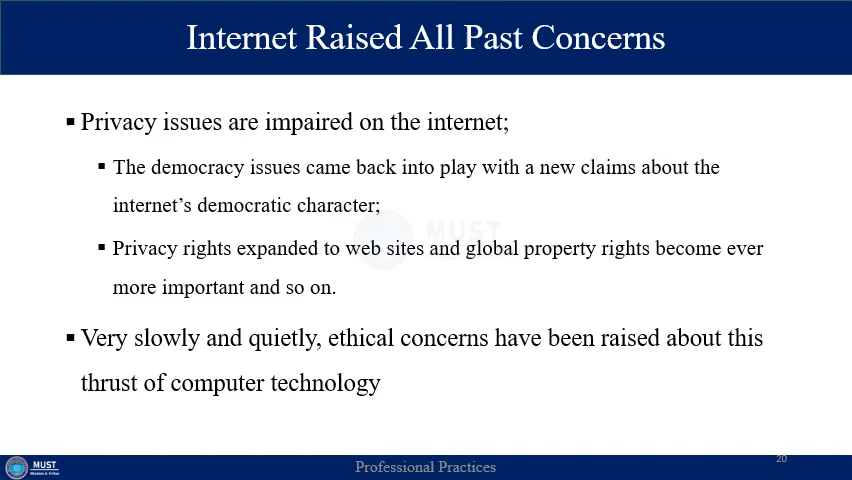 Internet Raised All Past Concerns
▪ Privacy issues are impaired on the internet;
▪ The democracy issues came back into play with a new claims about the
internet’s democratic character;
MUST
▪ Privacy rights expanded to web sites and global property rights become ever
more important and so on.
▪ Very slowly and quietly, ethical concerns have been raised about this
thrust of computer technology
MUST
Wisdom & Virtue
Professional Practices
20